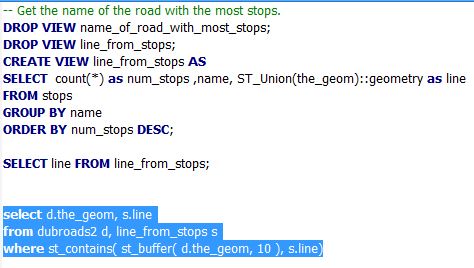 -- Get the name of the road with the most stops.
DROP VIEW name_of_road_with_most_stops;
DROP VIEW line_from_stops;
CREATE VIEW line_from_stops AS
SELECT  count(*) as num_stops ,name, ST_Union(the_geom)::geometry as line
FROM stops
GROUP BY name
ORDER BY num_stops DESC;
SELECT line FROM line_from_stops;
select d.the_geom, s.line
from dubroads2 d, line_from_stops s
where st_contains( st_buffer( d.the_geom, 10 ), s.line)